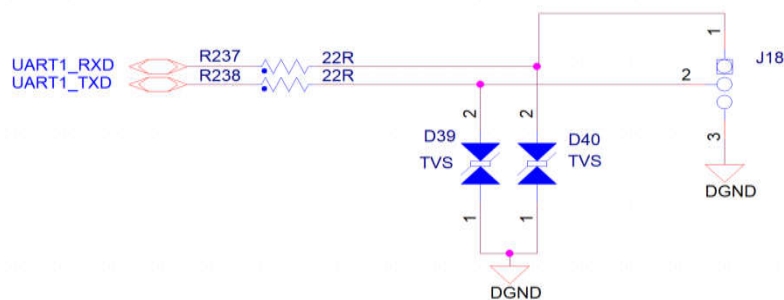 1
UART1_RXD R237 22R J18
UART1_TXD R238 22R 2
2 2 3
D39 D40
TVS TVS
DGND
1 1
DGND